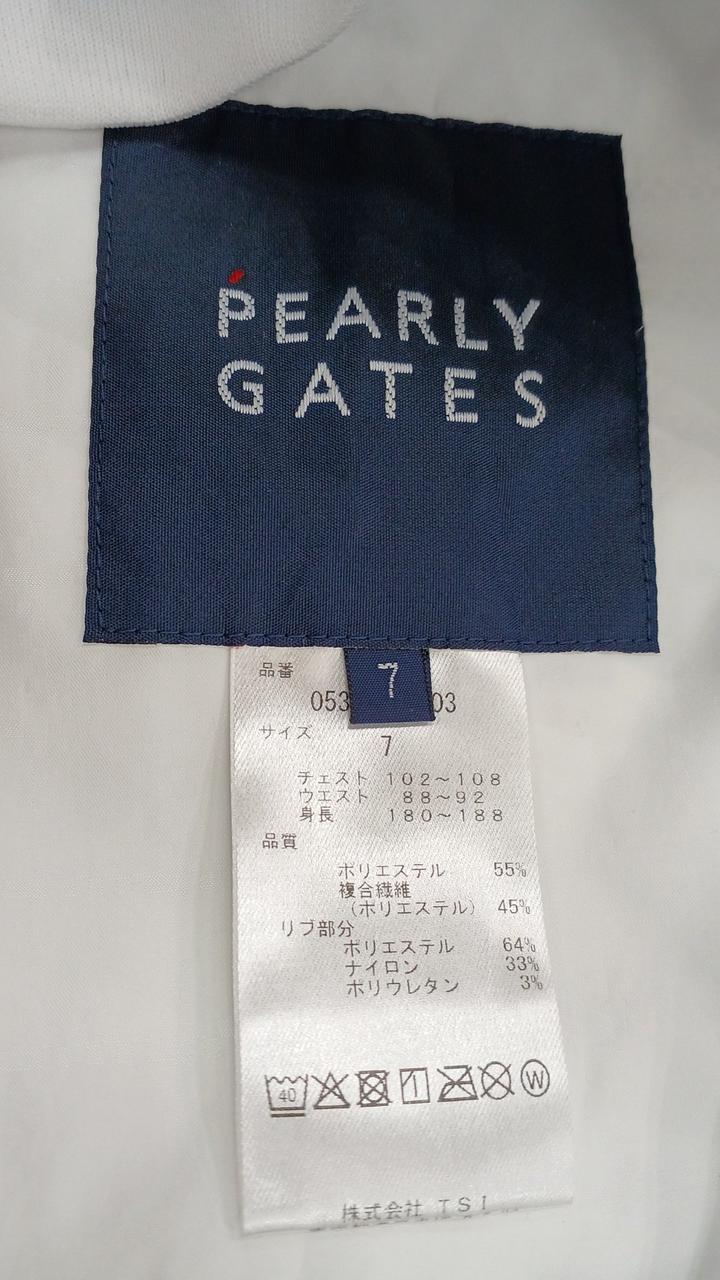 PEARLY
GATES
7
品番
053 03
サイズ
7
チェスト 102～108
ウエスト 88～92
身長 180～188
品質
ポリエステル 55%
複合繊維
(ポリエステル) 45%
リブ部分
ポリエステル 64%
ナイロン 33%
ポリウレタン 3%
40 W
株式会社 TSI